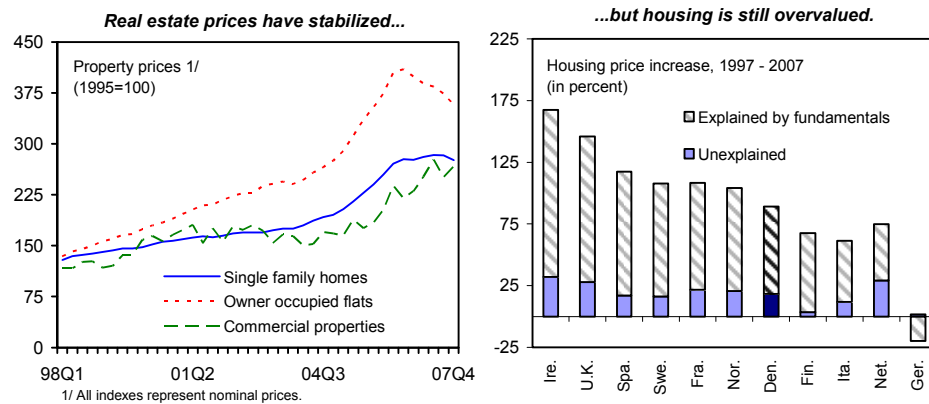 Real estate prices have stabilized...
450
375
300
225
150
75
0
Property prices 1/
(1995=100)
Single family homes
Owner occupied flats
Commercial properties
98Q1 01Q2 04Q3 07Q4
1/ All indexes represent nominal prices.
...but housing is still overvalued.
225
175
125
75
25
-25
Housing price increase, 1997 - 2007
(in percent)
Explained by fundamentals
Unexplained
Ire. U.K. Spa. Swe. Fra. Nor. Den. Fin. Ita. Net. Ger.